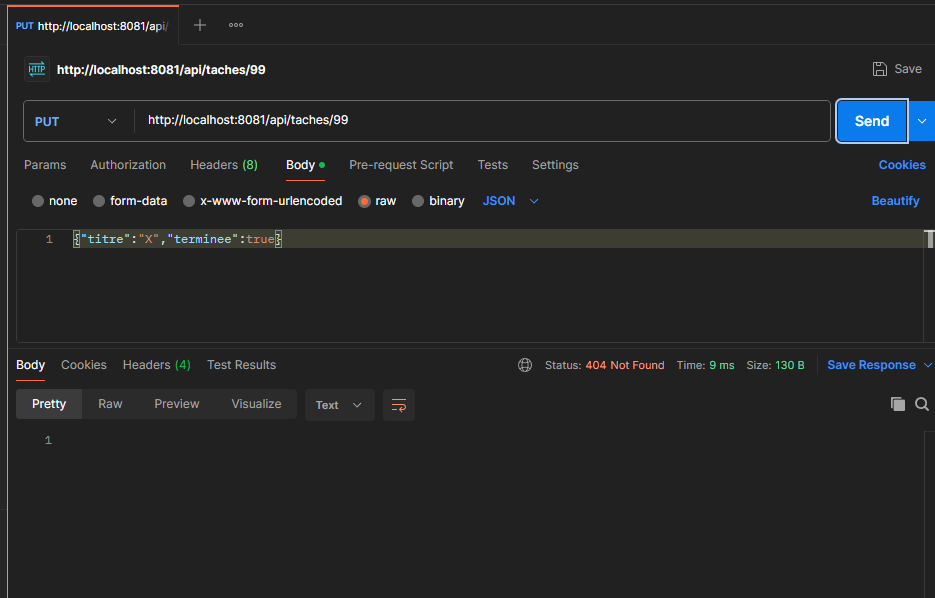 PUT http://localhost:8081/api/
HTTP http://localhost:8081/api/taches/99 Save
PUT http://localhost:8081/api/taches/99 Send
Params Authorization Headers (8) Body Pre-request Script Tests Settings Cookies
none form-data x-www-form-urlencoded raw binary JSON Beautify
1 {"titre":"X","terminee":true}
Body Cookies Headers (4) Test Results Status: 404 Not Found Time: 9 ms Size: 130 B Save Response
Pretty Raw Preview Visualize Text
1